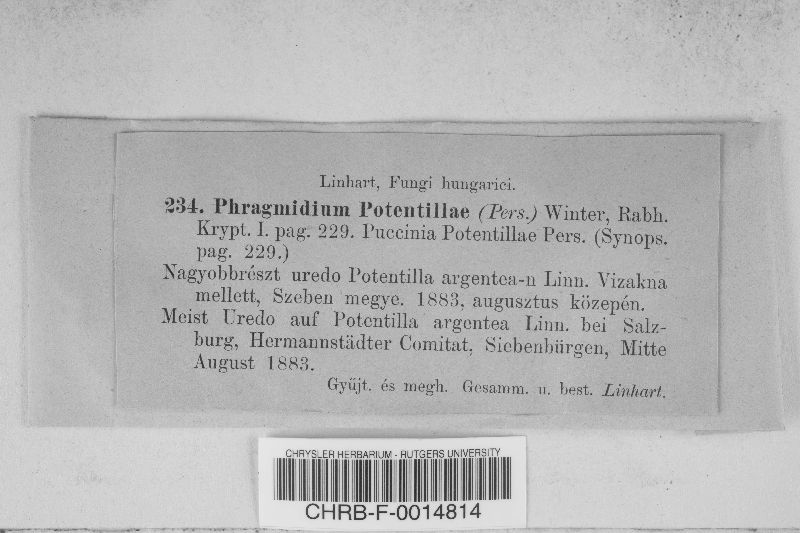 Linhart, Fungi hungarici.
234. Phragmidium Potentillae (Pers.) Winter, Rabh.
Krypt. I. pag. 229. Puccinia Potentillae Pers. (Synops.
pag. 229.)
Nagyobbrészt uredo Potentilla argentea-n Linn. Vizakna
mellett, Szeben megye. 1883, augusztus közepén.
Meist Uredo auf Potentilla argentea Linn. bei Salz-
burg, Hermannstädter Comitat, Siebenbürgen, Mitte
August 1883.
Gyűjt. és megh. Gesamm. u. best. Linhart.
CHRYSLER HERBARIUM - RUTGERS UNIVERSITY
CHRB-F-0014814